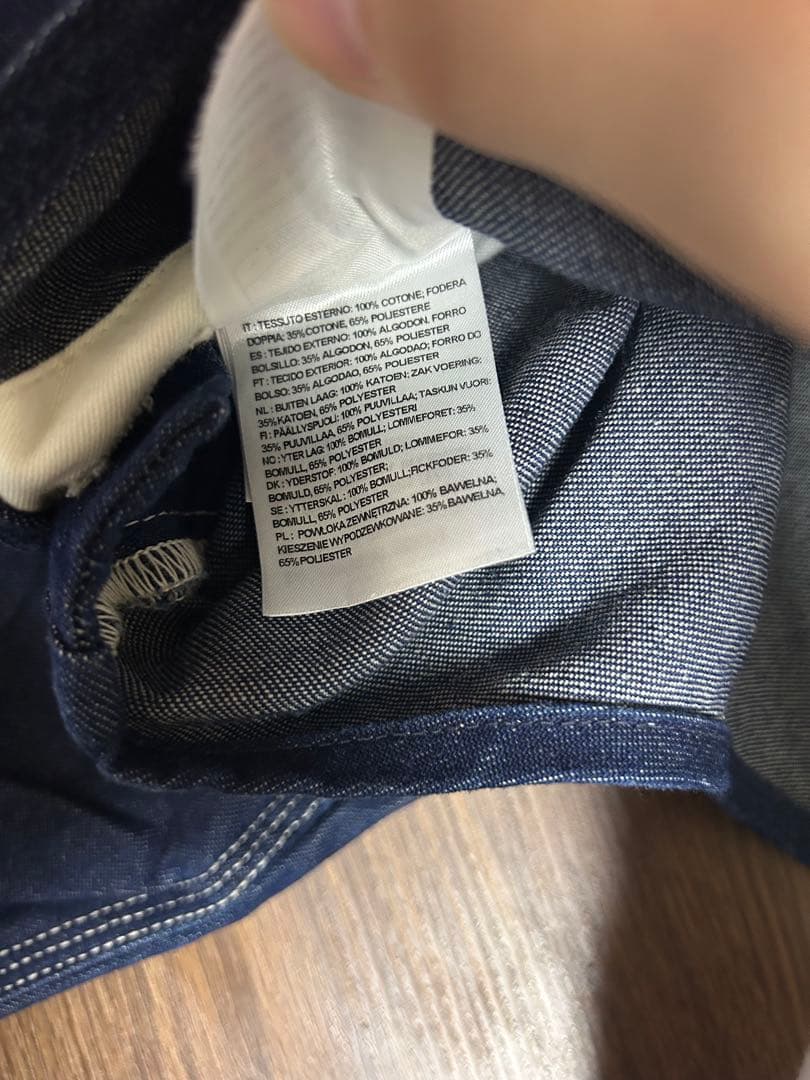 IT : TESSUTO ESTERNO: 100% COTONE; FODERA
DOPPIA: 35%COTONE, 65% POLIESTERE
ES : TEJIDO EXTERNO: 100% ALGODON. FORRO
BOLSILLO: 35% ALGODON, 65% POLYESTER
PT : TECIDO EXTERIOR: 100% ALGODAO; FORRO DO
BOLSO: 35% ALGODAO, 65% POLYESTER
NL : BUITEN LAAG: 100% KATOEN: ZAK VOERING:
35%KATOEN, 65% POLYESTER
FI : PÄÄLLYSPUOLI: 100% PUUVILLAA; TASKUN VUORI:
35% PUUVILLAA, 65% POLYESTERI
NO : YTER LAG: 100% BOMULL; LOMMEFORET: 35%
BOMULL, 65% POLYESTER
DK : YDERSTOF: 100% BOMULD; LOMMEFOR: 35%
BOMULD, 65% POLYESTER;
SE : YTTERSKAL : 100% BOMULL;FICKFODER: 35%
BOMULL, 65% POLYESTER
PL : POWŁOKA ZEWNĘTRZNA: 100% BAWEŁNA;
KIESZENIE WYPODZEWKOWANE: 35% BAWEŁNA,
65%POLIESTER